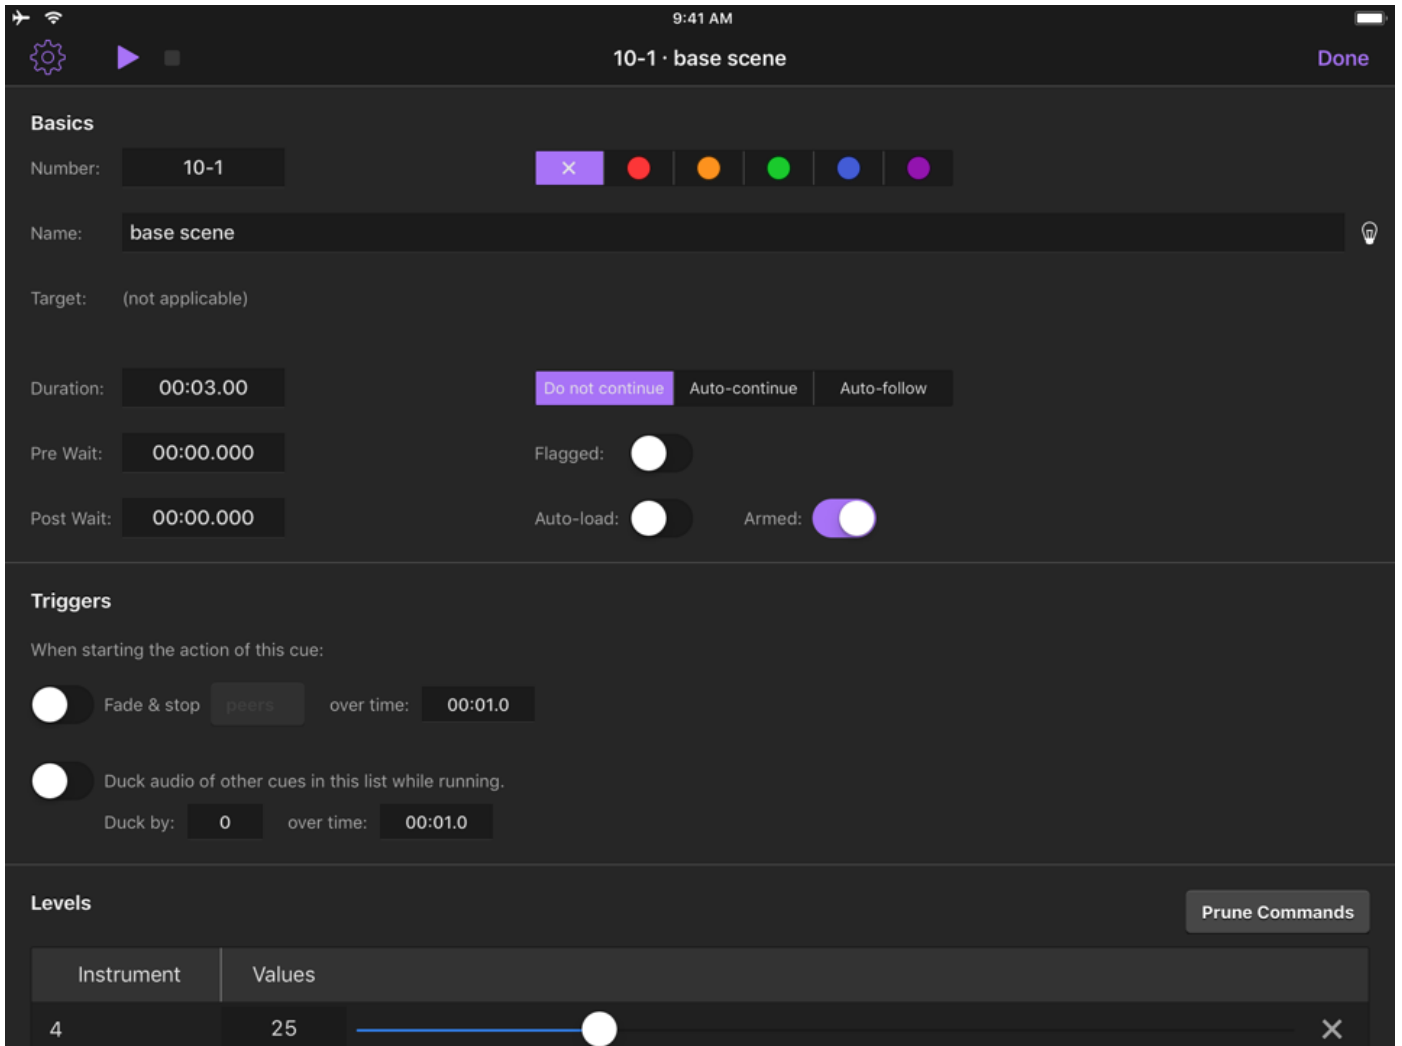 9:41 AM
10-1 · base scene
Done
Basics
Number: 10-1
Name: base scene
Target: (not applicable)
Duration: 00:03.00 Do not continue Auto-continue Auto-follow
Pre Wait: 00:00.000 Flagged:
Post Wait: 00:00.000 Auto-load: Armed:
Triggers
When starting the action of this cue:
Fade & stop peers over time: 00:01.0
Duck audio of other cues in this list while running.
Duck by: 0 over time: 00:01.0
Levels
Prune Commands
Instrument Values
4 25